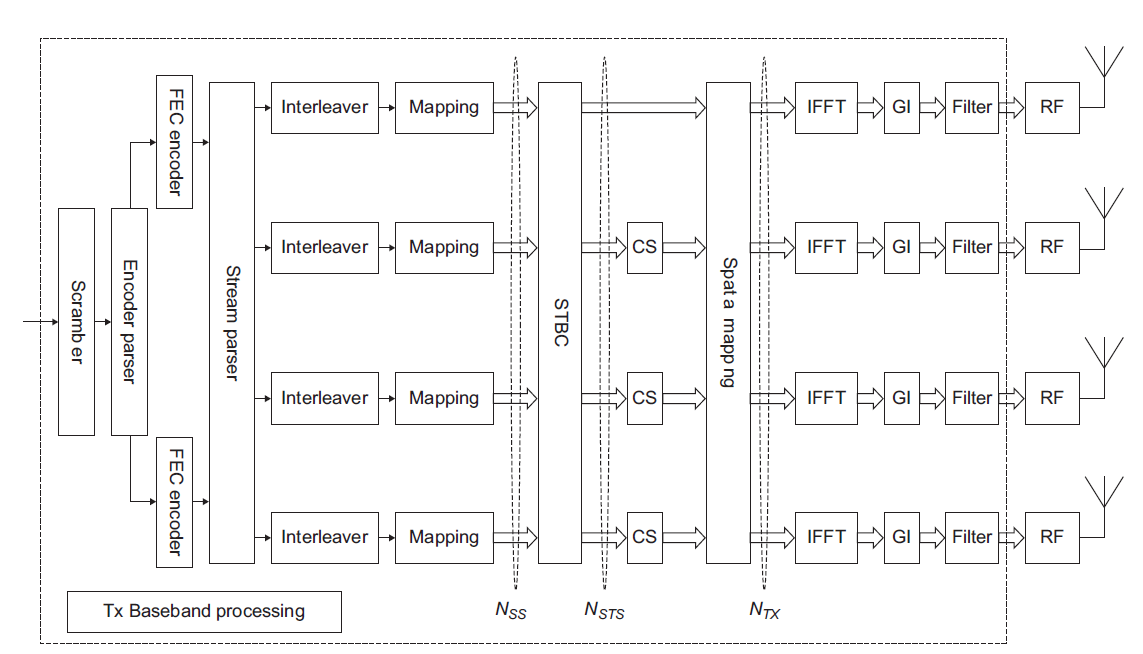 FEC encoder
Interleaver Mapping IFFT GI Filter RF
Scramb er
Encoder parser
Stream parser
STBC
Spat a mapp ng
Interleaver Mapping CS IFFT GI Filter RF
Interleaver Mapping CS IFFT GI Filter RF
FEC encoder
Interleaver Mapping CS IFFT GI Filter RF
Tx Baseband processing
NSS NSTS NTX